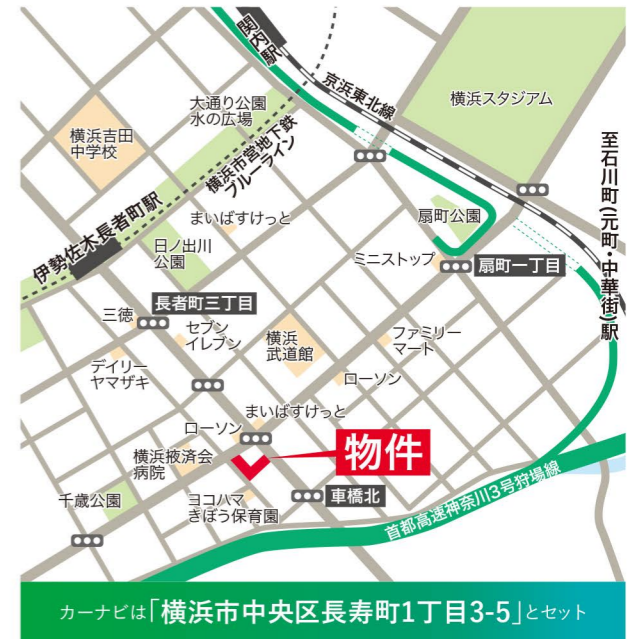 関内駅
京浜東北線
横浜スタジアム
大通り公園
水の広場
横浜吉田
中学校
横浜市営地下鉄
ブルーライン
至石川町(元町・中華街)駅
伊勢佐木長者町駅
まいばすけっと
扇町公園
日ノ出川
公園
ミニストップ
扇町一丁目
長者町三丁目
三徳
セブン
イレブン
横浜
武道館
ファミリー
マート
デイリー
ヤマザキ
ローソン
まいばすけっと
ローソン
物件
横浜掖済会
病院
千歳公園
ヨコハマ
きぼう保育園
車橋北
首都高速神奈川3号狩場線
カーナビは「横浜市中央区長寿町1丁目3-5」とセット